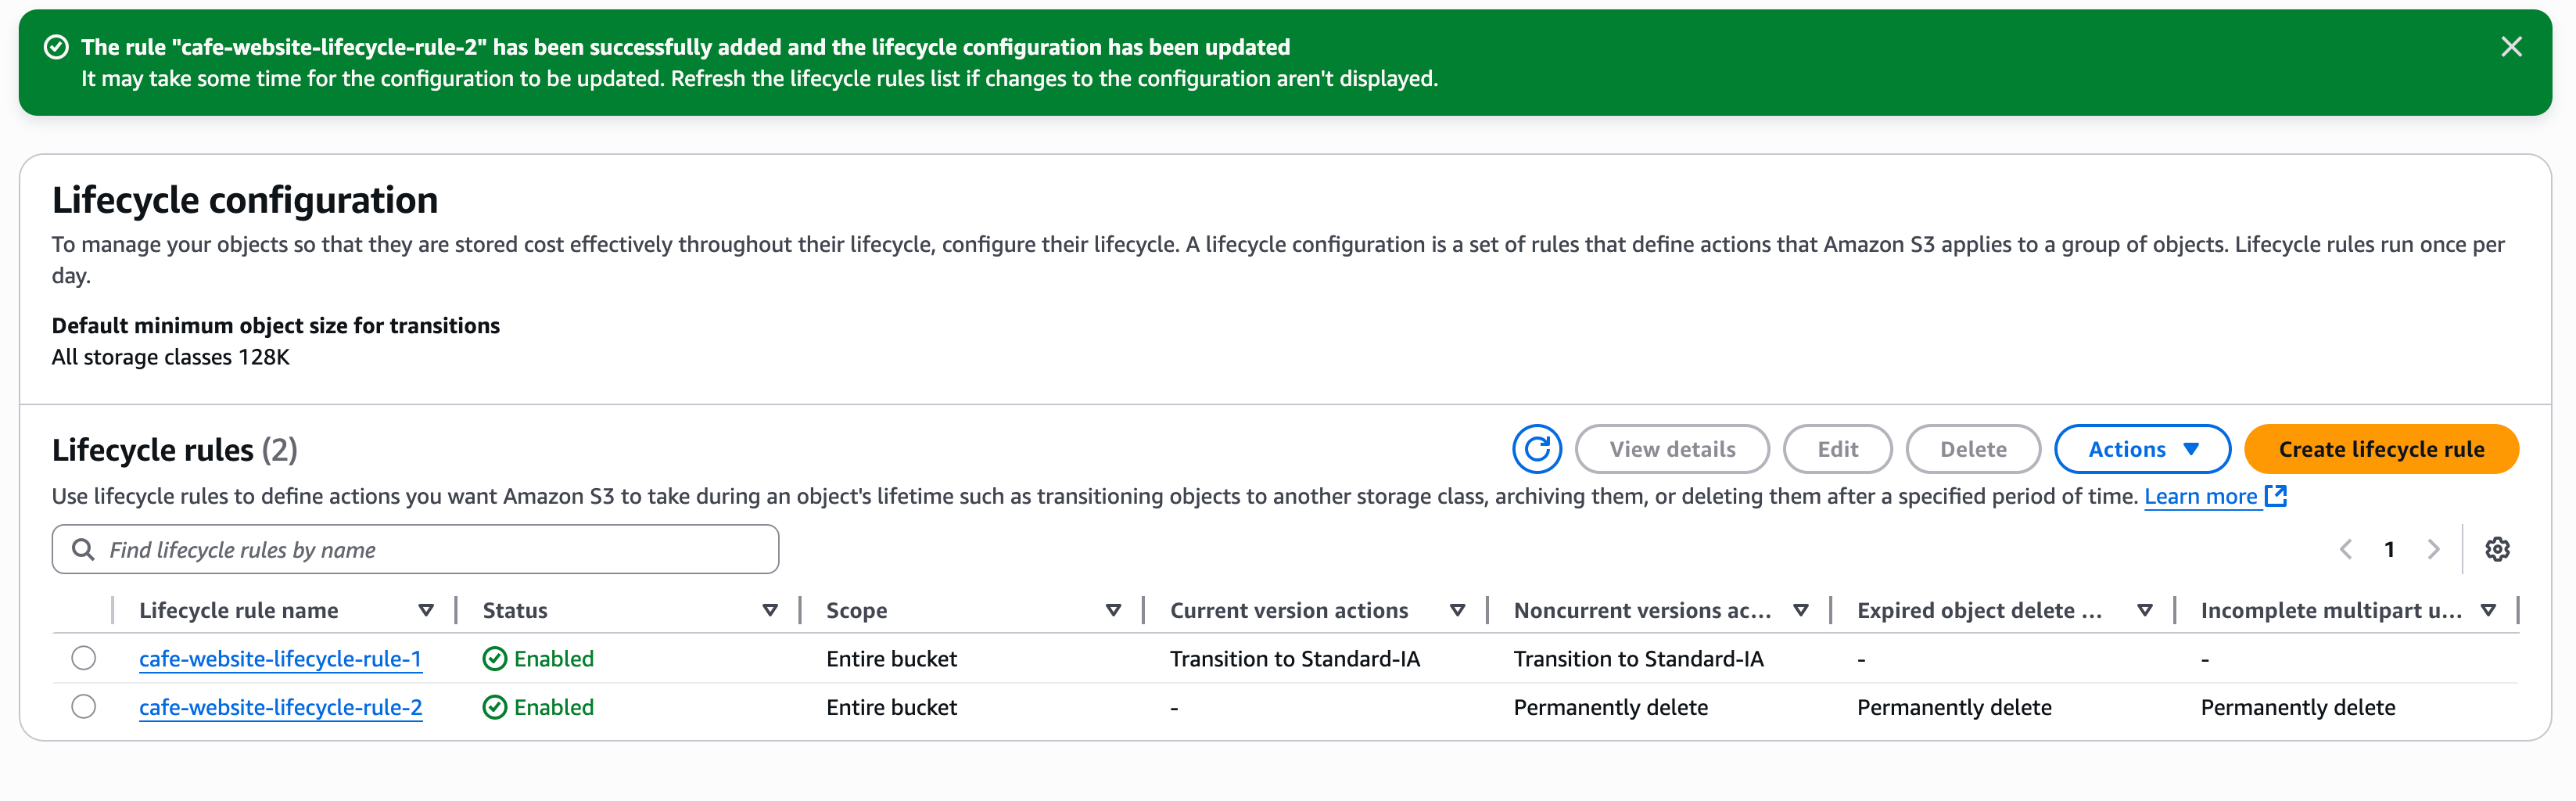 The rule "cafe-website-lifecycle-rule-2" has been successfully added and the lifecycle configuration has been updated
It may take some time for the configuration to be updated. Refresh the lifecycle rules list if changes to the configuration aren't displayed.
Lifecycle configuration
To manage your objects so that they are stored cost effectively throughout their lifecycle, configure their lifecycle. A lifecycle configuration is a set of rules that define actions that Amazon S3 applies to a group of objects. Lifecycle rules run once per
day.
Default minimum object size for transitions
All storage classes 128K
Lifecycle rules (2)
View details Edit Delete Actions Create lifecycle rule
Use lifecycle rules to define actions you want Amazon S3 to take during an object's lifetime such as transitioning objects to another storage class, archiving them, or deleting them after a specified period of time. Learn more
Find lifecycle rules by name
1
Lifecycle rule name Status Scope Current version actions Noncurrent versions ac... Expired object delete ... Incomplete multipart u...
cafe-website-lifecycle-rule-1 Enabled Entire bucket Transition to Standard-IA Transition to Standard-IA - -
cafe-website-lifecycle-rule-2 Enabled Entire bucket - Permanently delete Permanently delete Permanently delete